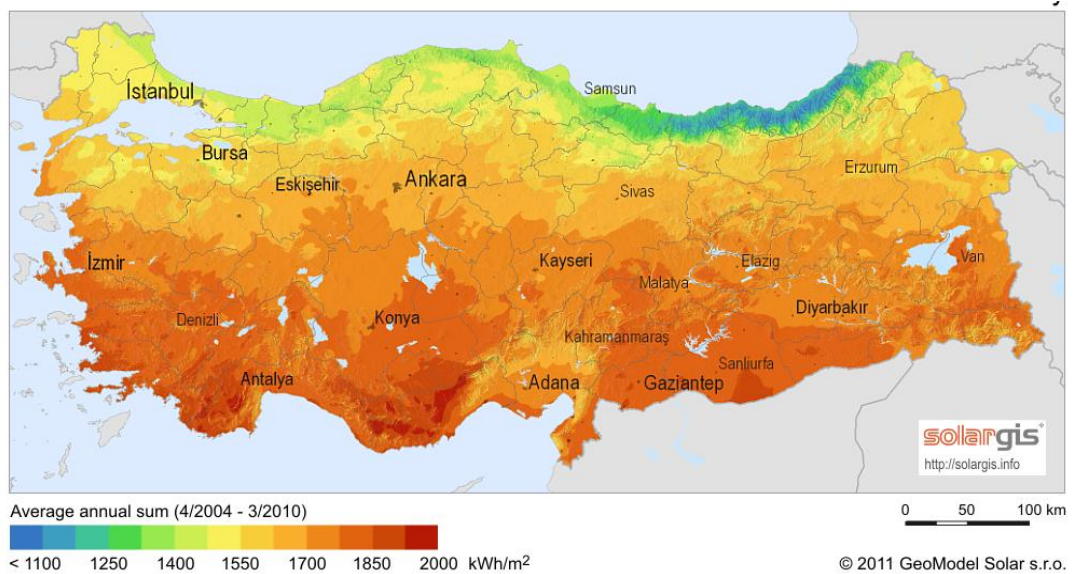 İstanbul
Samsun
Bursa
Eskişehir
Ankara
Erzurum
Sivas
İzmir
Kayseri
Elazig
Van
Malatya
Denizli
Konya
Diyarbakır
Kahramanmaraş
Antalya
Adana
Gaziantep
Sanliurfa
solargis
http://solargis.info
Average annual sum (4/2004 - 3/2010)
0 50 100 km
< 1100 1250 1400 1550 1700 1850 2000 kWh/m2
© 2011 GeoModel Solar s.r.o.